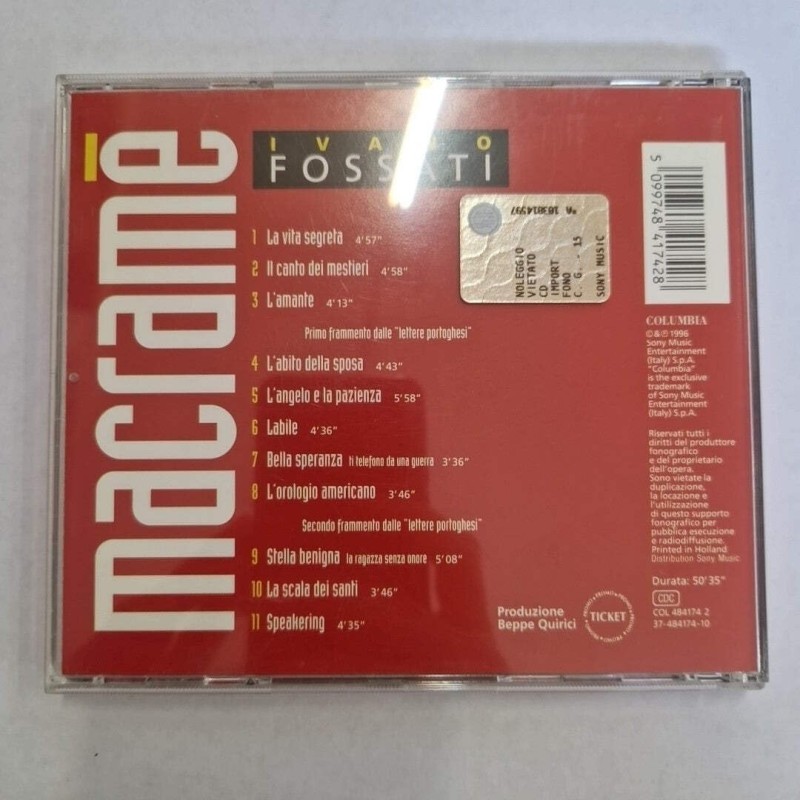 macramē
IVANO
FOSSATI
1 La vita segreta 4'57"
2 Il canto dei mestieri 4'58"
3 L'amante 4'13"
Primo frammento dalle "lettere portoghesi"
4 L'abito della sposa 4'43"
5 L'angelo e la pazienza 5'58"
6 Labile 4'36"
7 Bella speranza ti telefono da una guerra 3'36"
8 L'orologio americano 3'46"
Secondo frammento dalle "lettere portoghesi"
9 Stella benigna la ragazza senza onore 5'08"
10 La scala dei santi 3'46"
11 Speakering 4'35"
Produzione
Beppe Quirici
TICKET
NOLEGGIO
VIETATO
CD
IMPORT
FONO
C. G. - 15
SONY MUSIC
5 099748 417428
COLUMBIA
©&℗1996
Sony Music
Entertainment
(Italy) S.p.A.
"Columbia"
is the exclusive
trademark
of Sony Music
Entertainment
(Italy) S.p.A.
Riservati tutti i
diritti del produttore
fonografico
e del proprietario
dell'opera.
Sono vietate la
duplicazione,
la locazione e
l'utilizzazione
di questo supporto
fonografico per
pubblica esecuzione
e radiodiffusione.
Printed in Holland.
Distribution Sony Music
Durata: 50'35"
CDC
COL 484174 2
37-484174-10